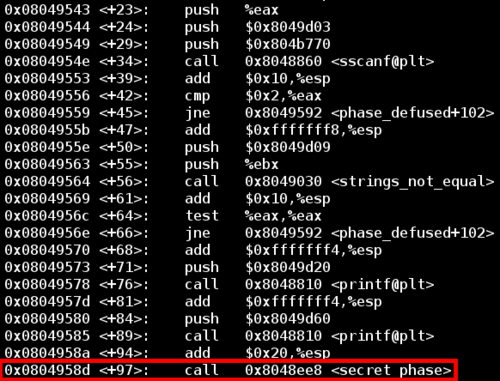 0x08049543 <+23>: push %eax
0x08049544 <+24>: push $0x8049d03
0x08049549 <+29>: push $0x804b770
0x0804954e <+34>: call 0x8048860 <sscanf@plt>
0x08049553 <+39>: add $0x10,%esp
0x08049556 <+42>: cmp $0x2,%eax
0x08049559 <+45>: jne 0x8049592 <phase_defused+102>
0x0804955b <+47>: add $0xfffffff8,%esp
0x0804955e <+50>: push $0x8049d09
0x08049563 <+55>: push %ebx
0x08049564 <+56>: call 0x8049030 <strings_not_equal>
0x08049569 <+61>: add $0x10,%esp
0x0804956c <+64>: test %eax,%eax
0x0804956e <+66>: jne 0x8049592 <phase_defused+102>
0x08049570 <+68>: add $0xfffffff4,%esp
0x08049573 <+71>: push $0x8049d20
0x08049578 <+76>: call 0x8048810 <printf@plt>
0x0804957d <+81>: add $0xfffffff4,%esp
0x08049580 <+84>: push $0x8049d60
0x08049585 <+89>: call 0x8048810 <printf@plt>
0x0804958a <+94>: add $0x20,%esp
0x0804958d <+97>: call 0x8048ee8 <secret_phase>